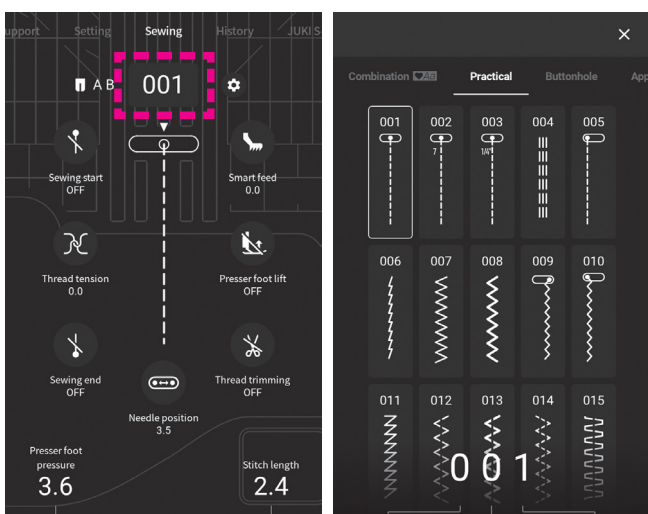 upport Setting Sewing History JUKI S
A B 001
Sewing start
OFF
Smart feed
0.0
Thread tension
0.0
Presser foot lift
OFF
Sewing end
OFF
Thread trimming
OFF
Needle position
3.5
Presser foot
pressure
3.6
Stitch length
2.4
×
Combination AB Practical Buttonhole App
001 002 003 004 005
7 1/4"
006 007 008 009 010
011 012 013 014 015
001